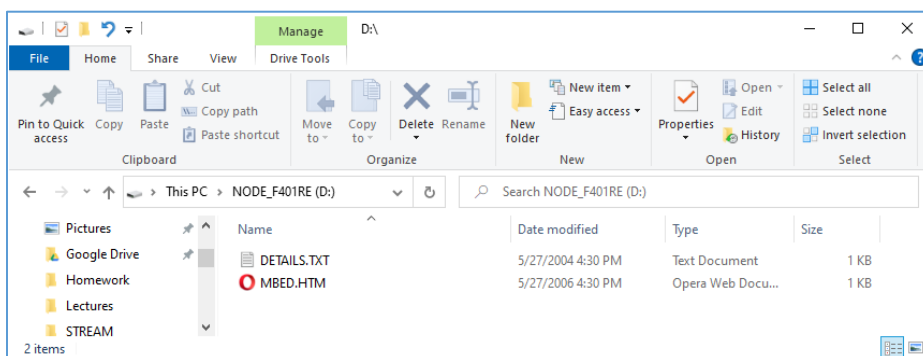 Manage D:\
File Home Share View Drive Tools
Pin to Quick access
Copy
Paste
Cut
Copy path
Paste shortcut
Clipboard
Move to
Copy to
Delete
Rename
Organize
New folder
New item
Easy access
New
Properties
Open
Edit
History
Open
Select all
Select none
Invert selection
Select
This PC > NODE_F401RE (D:)
Search NODE_F401RE (D:)
Pictures
Google Drive
Homework
Lectures
STREAM
Name Date modified Type Size
DETAILS.TXT 5/27/2004 4:30 PM Text Document 1 KB
MBED.HTM 5/27/2006 4:30 PM Opera Web Docu... 1 KB
2 items